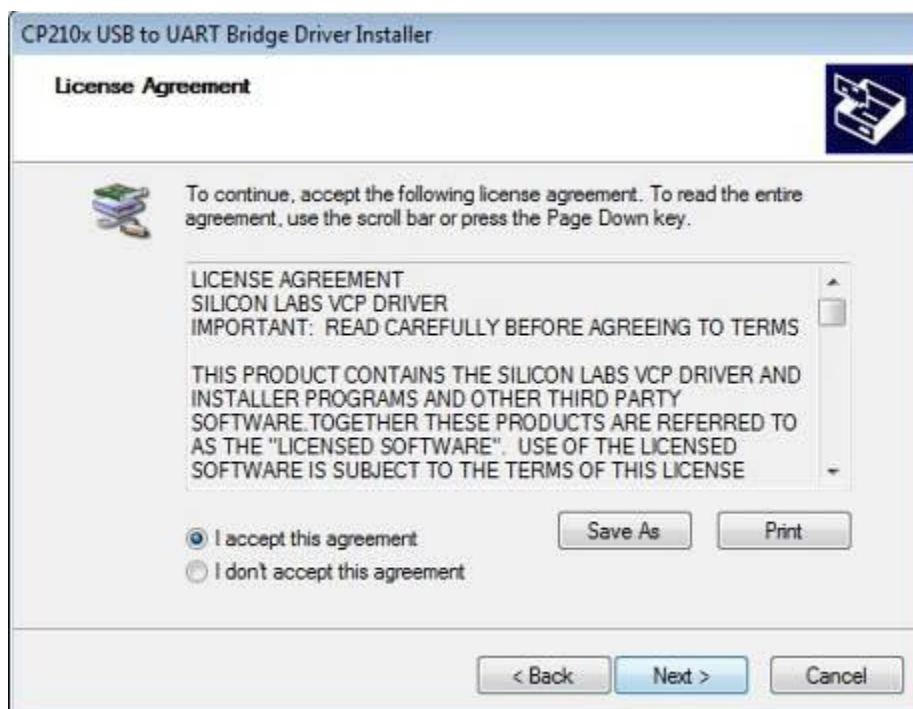 CP210x USB to UART Bridge Driver Installer
License Agreement
To continue, accept the following license agreement. To read the entire
agreement, use the scroll bar or press the Page Down key.
LICENSE AGREEMENT
SILICON LABS VCP DRIVER
IMPORTANT:  READ CAREFULLY BEFORE AGREEING TO TERMS
THIS PRODUCT CONTAINS THE SILICON LABS VCP DRIVER AND
INSTALLER PROGRAMS AND OTHER THIRD PARTY
SOFTWARE.TOGETHER THESE PRODUCTS ARE REFERRED TO
AS THE "LICENSED SOFTWARE".  USE OF THE LICENSED
SOFTWARE IS SUBJECT TO THE TERMS OF THIS LICENSE
I accept this agreement
Save As
Print
I don't accept this agreement
< Back
Next >
Cancel